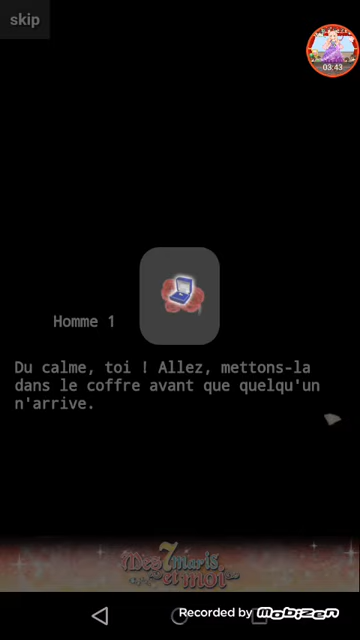 skip
03:43
Homme 1
Du calme, toi ! Allez, mettons-la
dans le coffre avant que quelqu'un
n'arrive.
Mes 7 maris
et moi
Recorded by Mobizen